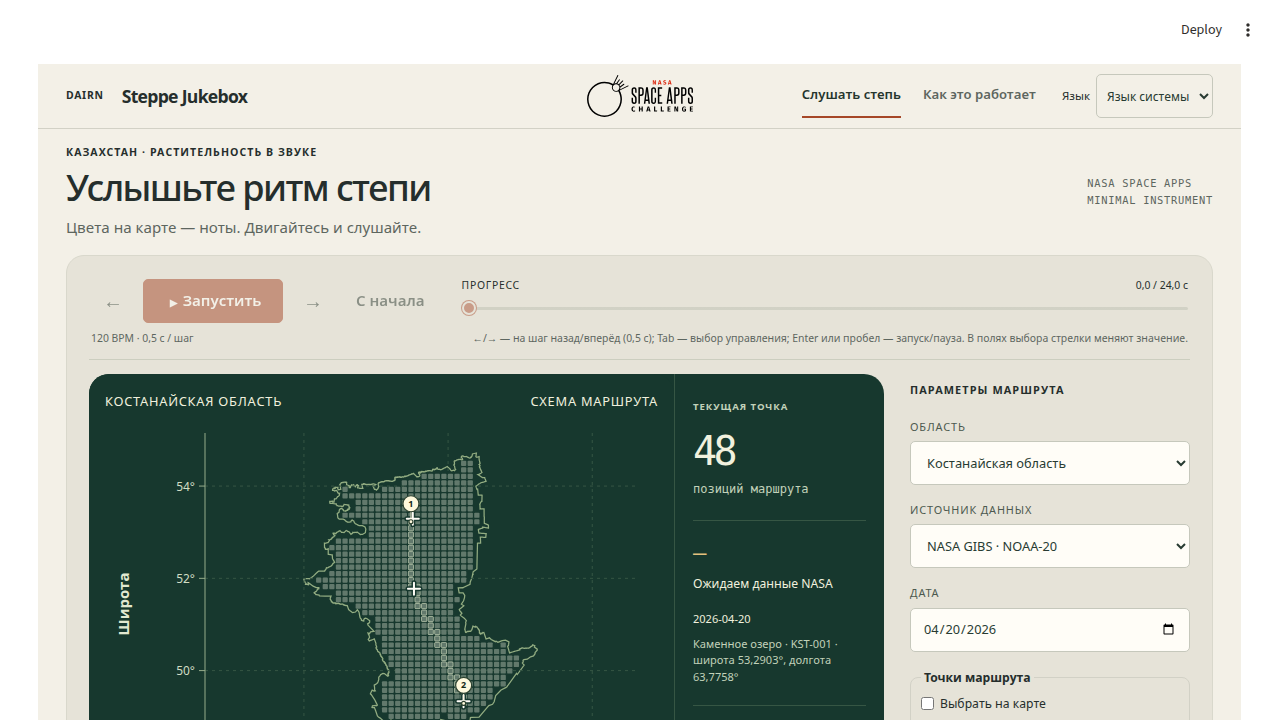 Deploy
DAIRN Steppe Jukebox
NASA
SPACE APPS
CHALLENGE
Слушать степь Как это работает Язык Язык системы
КАЗАХСТАН · РАСТИТЕЛЬНОСТЬ В ЗВУКЕ
Услышьте ритм степи
NASA SPACE APPS
MINIMAL INSTRUMENT
Цвета на карте — ноты. Двигайтесь и слушайте.
← ▶ Запустить → С начала
ПРОГРЕСС 0,0 / 24,0 с
120 BPM · 0,5 с / шаг
←/→ — на шаг назад/вперёд (0,5 с); Tab — выбор управления; Enter или пробел — запуск/пауза. В полях выбора стрелки меняют значение.
КОСТАНАЙСКАЯ ОБЛАСТЬ СХЕМА МАРШРУТА
54°
52°
50°
Широта
1
2
ТЕКУЩАЯ ТОЧКА
48
позиций маршрута
—
Ожидаем данные NASA
2026-04-20
Каменное озеро · KST-001 ·
широта 53,2903°, долгота
63,7758°
ПАРАМЕТРЫ МАРШРУТА
ОБЛАСТЬ
Костанайская область
ИСТОЧНИК ДАННЫХ
NASA GIBS · NOAA-20
ДАТА
04/20/2026
Точки маршрута
Выбрать на карте